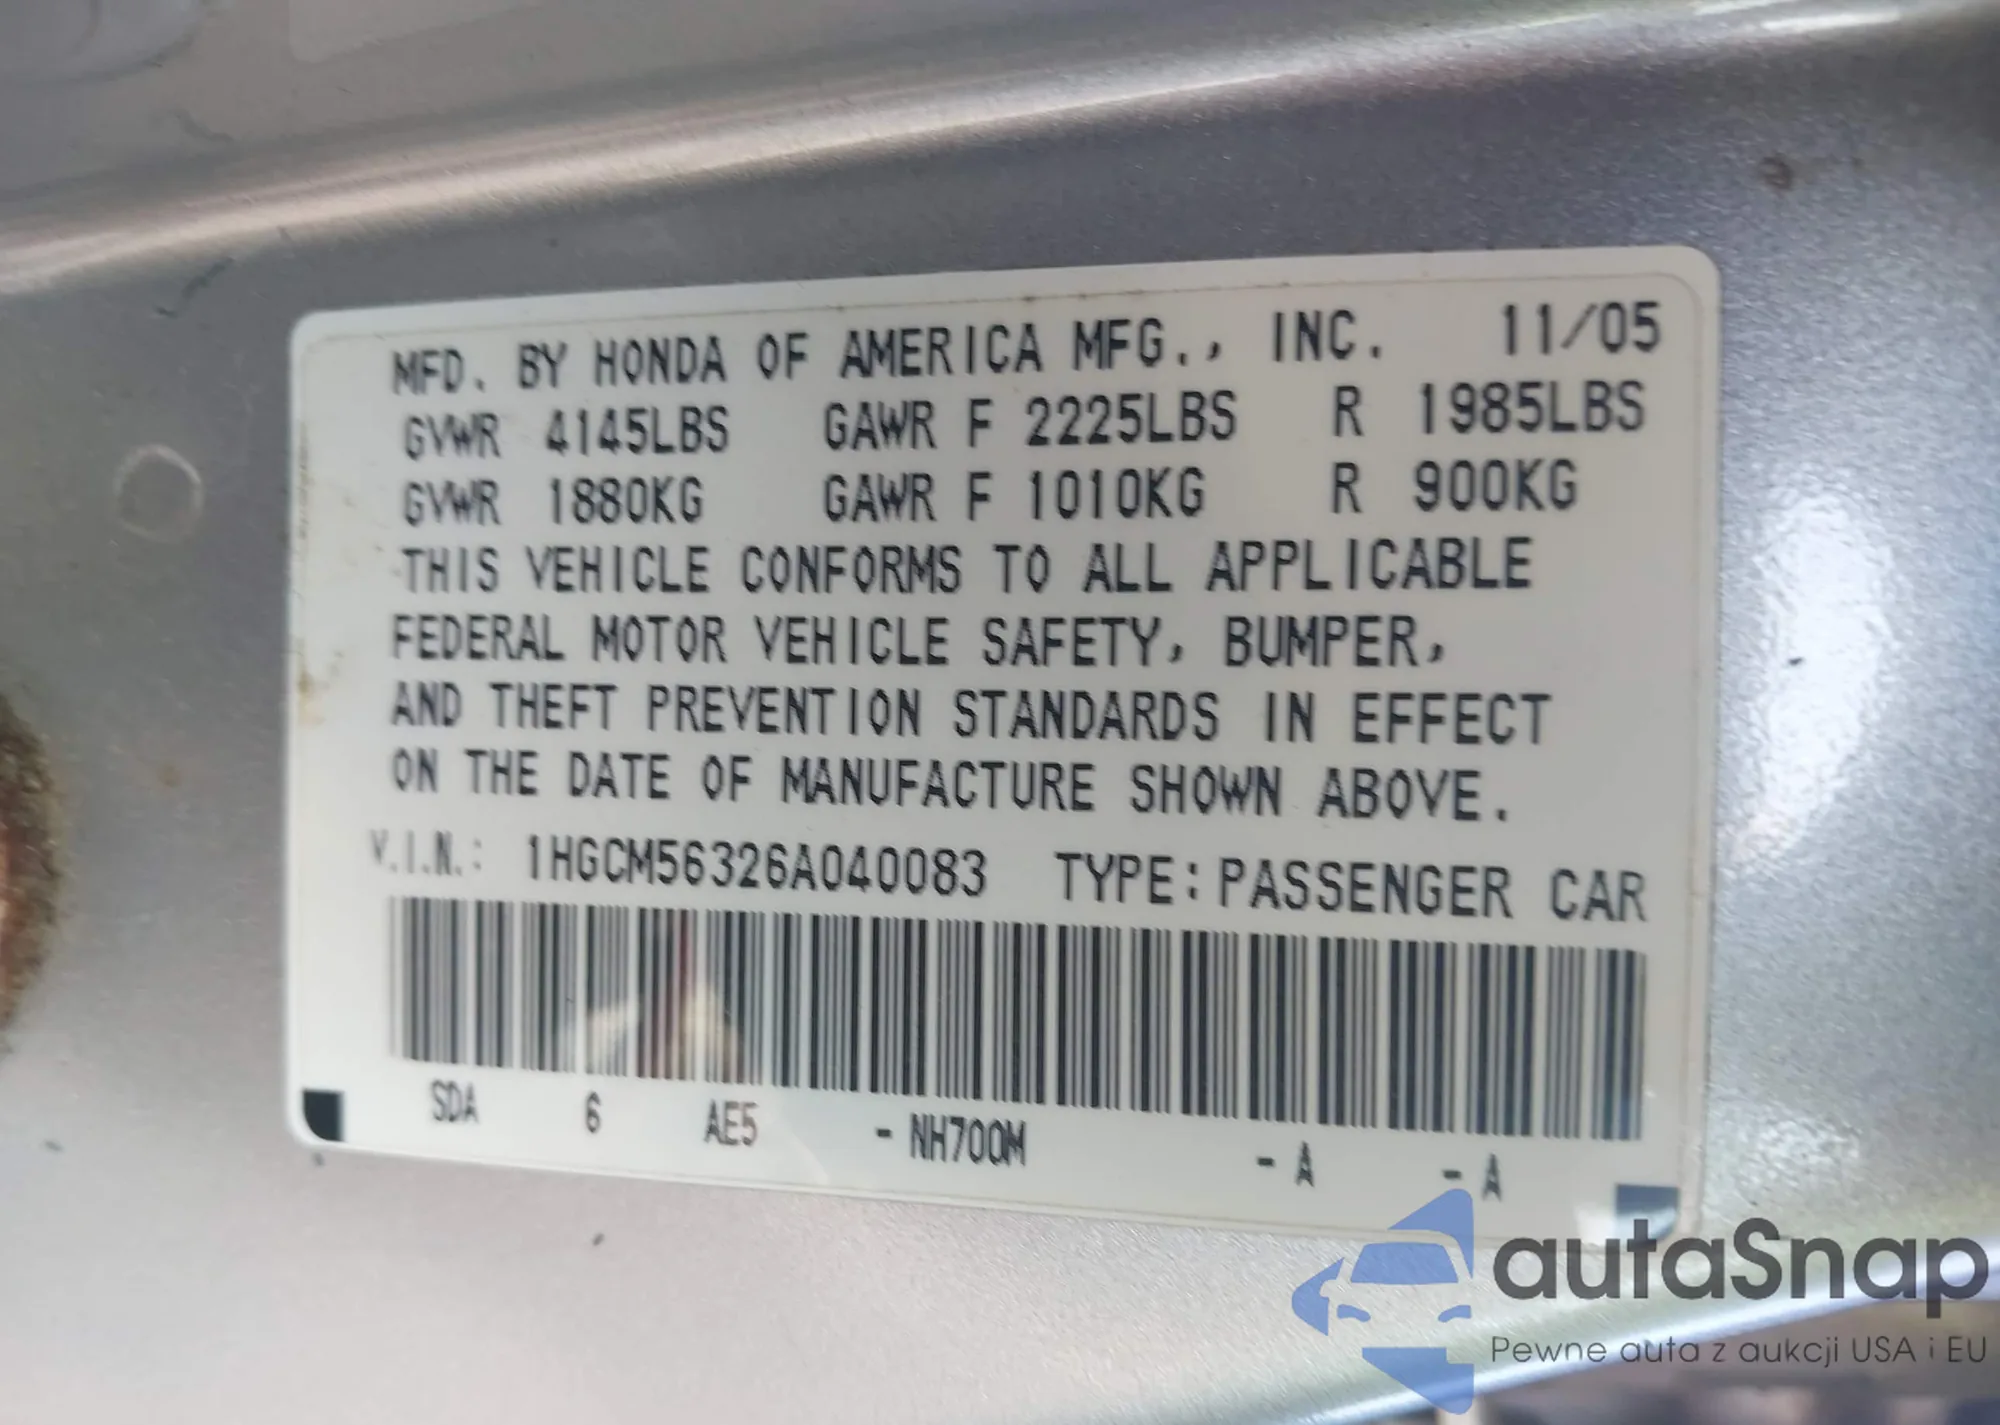 MFD. BY HONDA OF AMERICA MFG., INC. 11/05
GVWR 4145LBS GAWR F 2225LBS R 1985LBS
GVWR 1880KG GAWR F 1010KG R 900KG
THIS VEHICLE CONFORMS TO ALL APPLICABLE
FEDERAL MOTOR VEHICLE SAFETY, BUMPER,
AND THEFT PREVENTION STANDARDS IN EFFECT
ON THE DATE OF MANUFACTURE SHOWN ABOVE.
V.I.N.: 1HGCM56326A040083 TYPE: PASSENGER CAR
SDA 6 AE5 - NH700M - A - A
autaSnap
Pewne auta z aukcji USA i EU